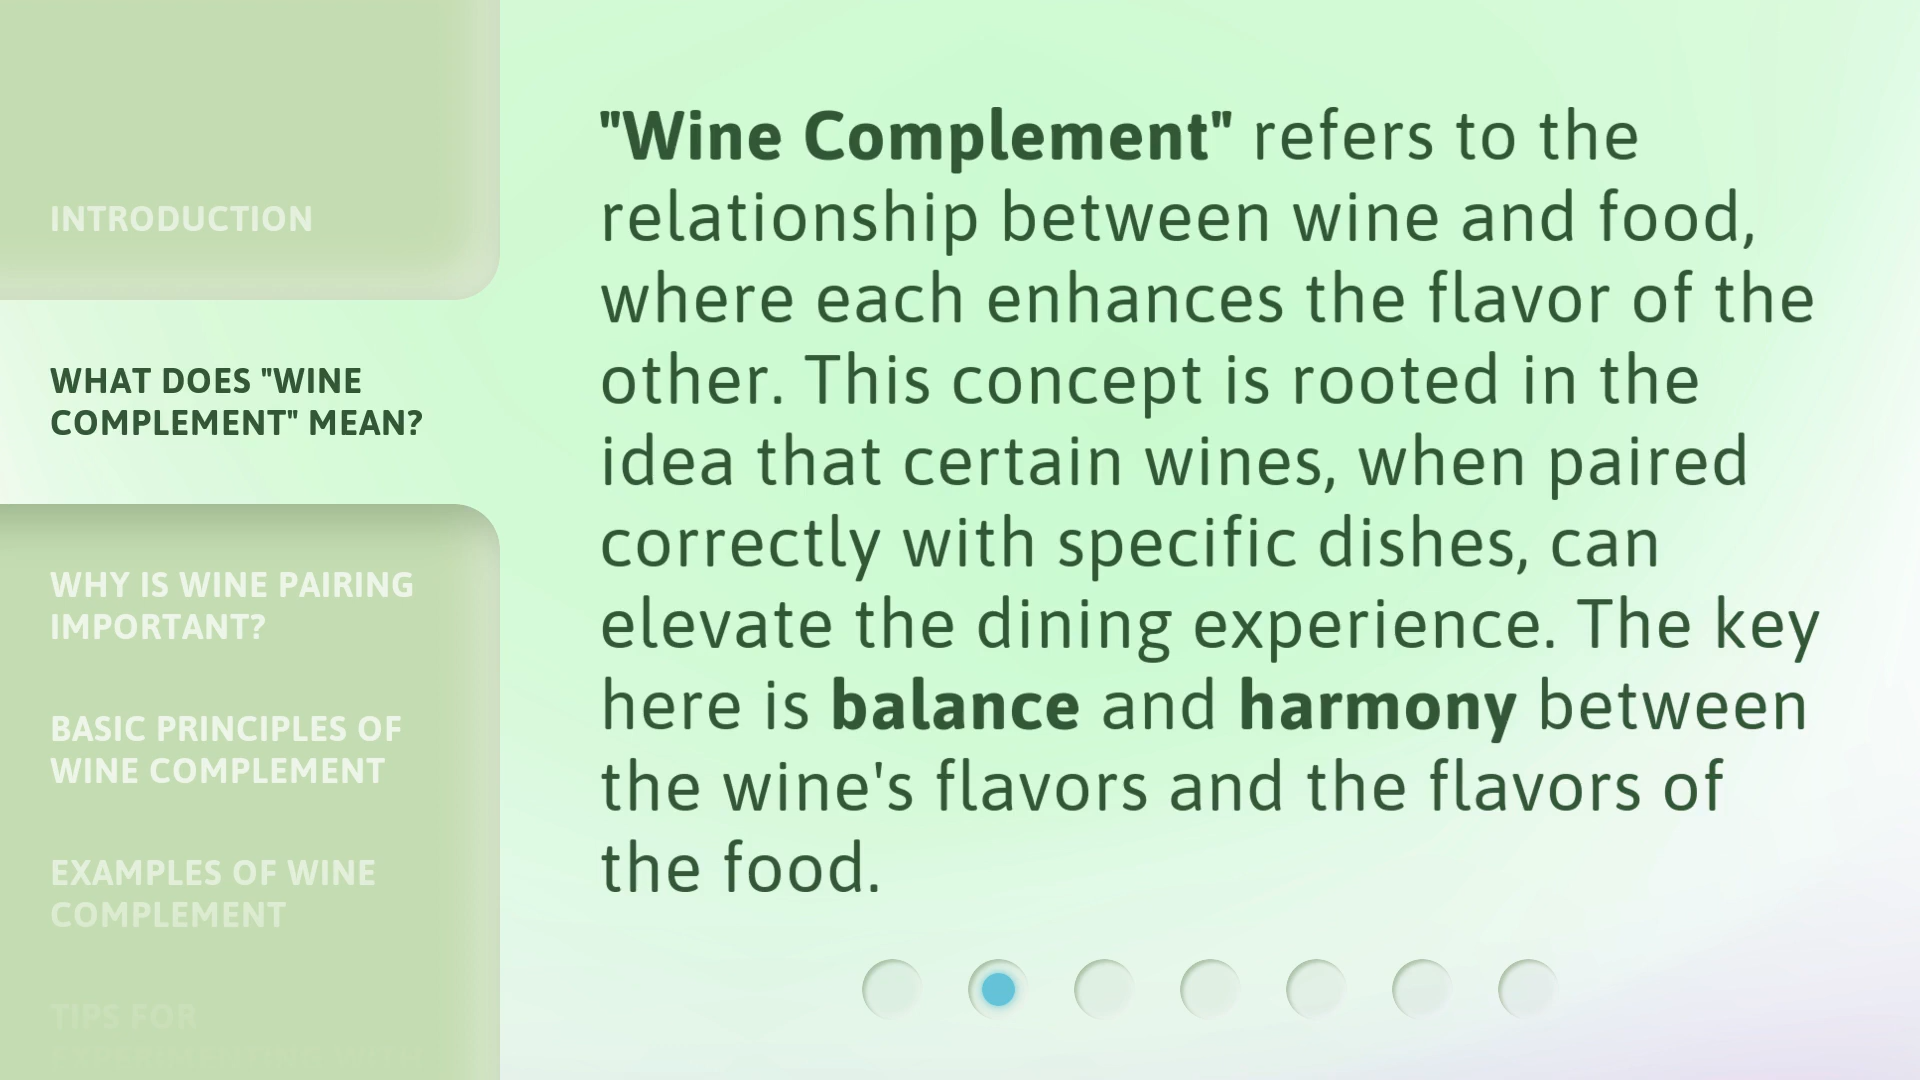 INTRODUCTION
WHAT DOES "WINE
COMPLEMENT" MEAN?
WHY IS WINE PAIRING
IMPORTANT?
BASIC PRINCIPLES OF
WINE COMPLEMENT
EXAMPLES OF WINE
COMPLEMENT
TIPS FOR
"Wine Complement" refers to the
relationship between wine and food,
where each enhances the flavor of the
other. This concept is rooted in the
idea that certain wines, when paired
correctly with specific dishes, can
elevate the dining experience. The key
here is balance and harmony between
the wine's flavors and the flavors of
the food.